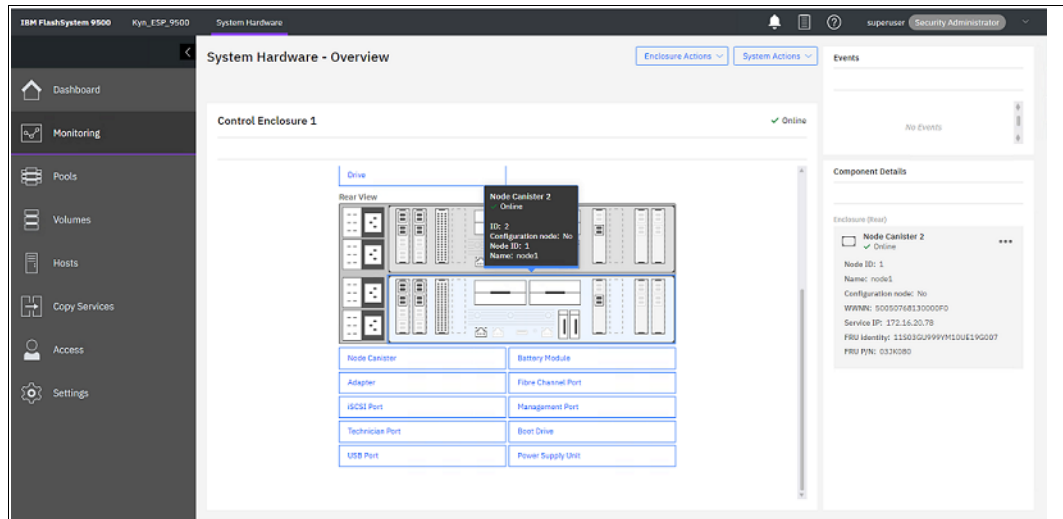 IBM FlashSystem 9500 Kyn_ESP_9500 System Hardware superuser Security Administrator
System Hardware - Overview
Enclosure Actions
System Actions
Events
Dashboard
Monitoring
Pools
Volumes
Hosts
Copy Services
Access
Settings
Control Enclosure 1
Online
Drive
Rear View
Node Canister 2
Online
ID: 2
Configuration node: No
Node ID: 1
Name: node1
Node Canister
Battery Module
Adapter
Fibre Channel Port
iSCSI Port
Management Port
Technician Port
Boot Drive
USB Port
Power Supply Unit
No Events
Component Details
Enclosure (Rear)
Node Canister 2
Online
Node ID: 1
Name: node1
Configuration node: No
WWNN: 50050768130000F0
Service IP: 172.16.20.78
FRU Identity: 11S03GU999YM10UE19G007
FRU P/N: 03JK080